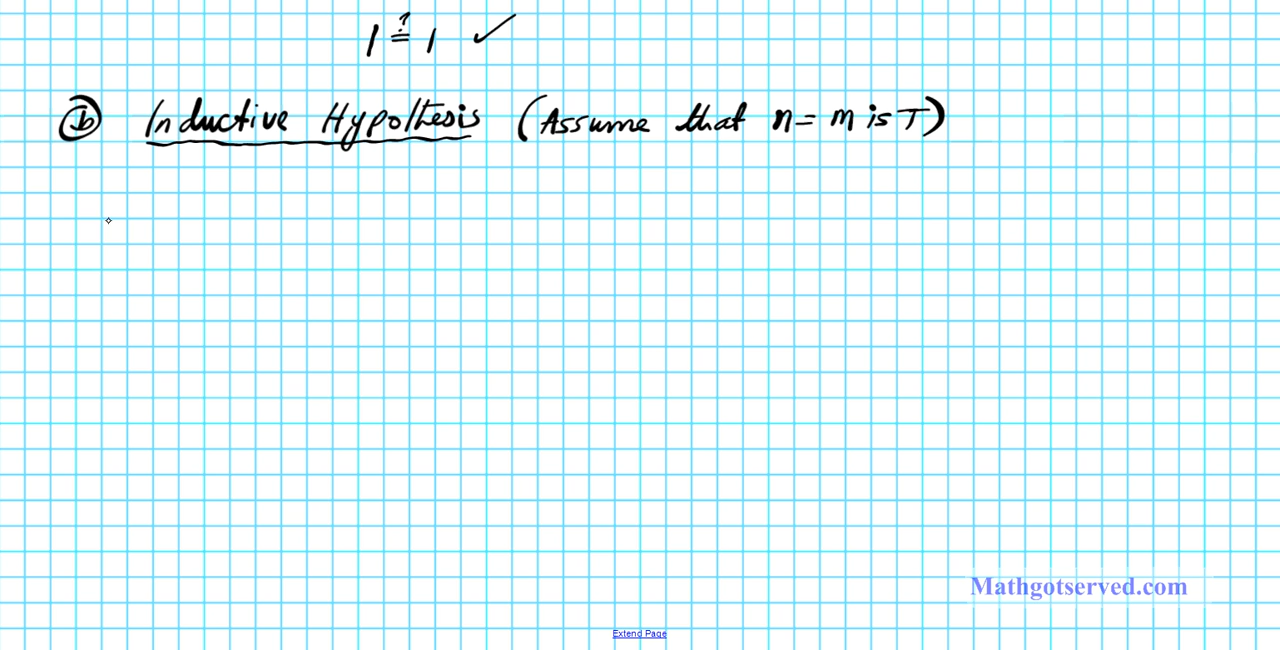 1 ≟ 1 ✓
ⓑ Inductive Hypothesis (Assume that n = m is T)
Mathgotserved.com
Extend Page